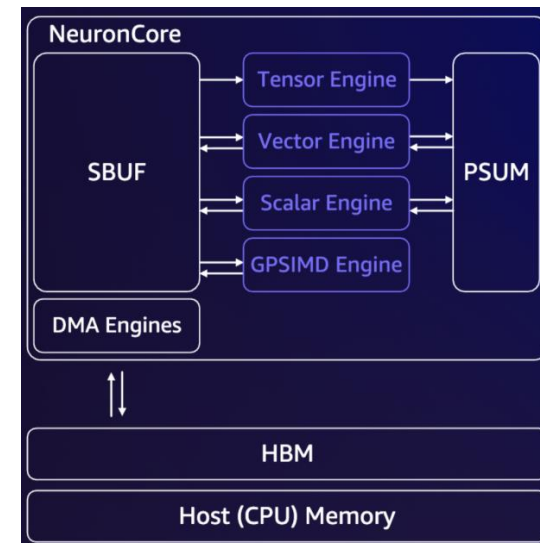 NeuronCore
SBUF
Tensor Engine
Vector Engine
Scalar Engine
GPSIMD Engine
PSUM
DMA Engines
HBM
Host (CPU) Memory